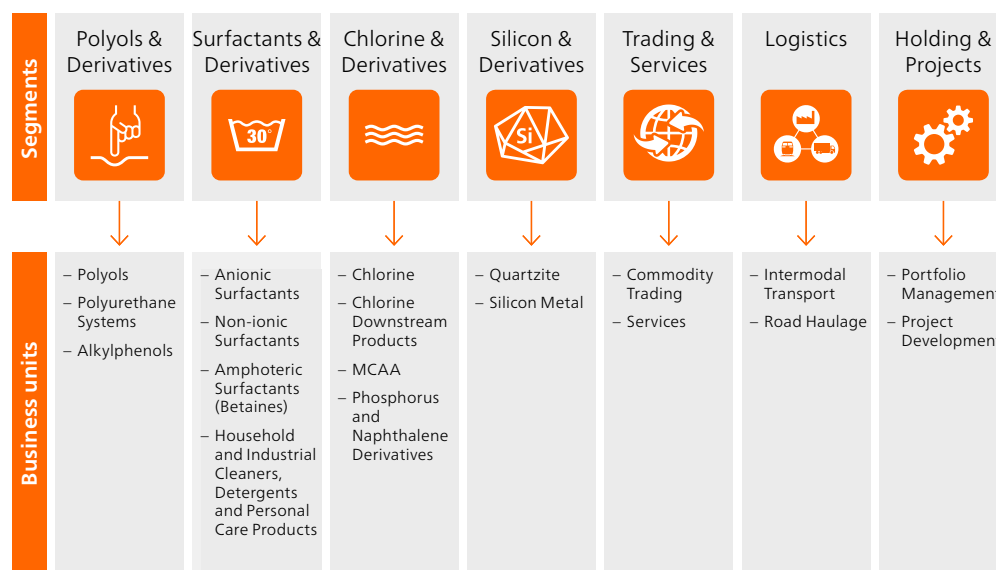 Segments
Polyols &
Derivatives
Surfactants &
Derivatives
30°
Chlorine &
Derivatives
Silicon &
Derivatives
Si
Trading &
Services
Logistics
Holding &
Projects
Business units
– Polyols
– Polyurethane
Systems
– Alkylphenols
– Anionic
Surfactants
– Non-ionic
Surfactants
– Amphoteric
Surfactants
(Betaines)
– Household
and Industrial
Cleaners,
Detergents
and Personal
Care Products
– Chlorine
– Chlorine
Downstream
Products
– MCAA
– Phosphorus
and
Naphthalene
Derivatives
– Quartzite
– Silicon Metal
– Commodity
Trading
– Services
– Intermodal
Transport
– Road Haulage
– Portfolio
Management
– Project
Development